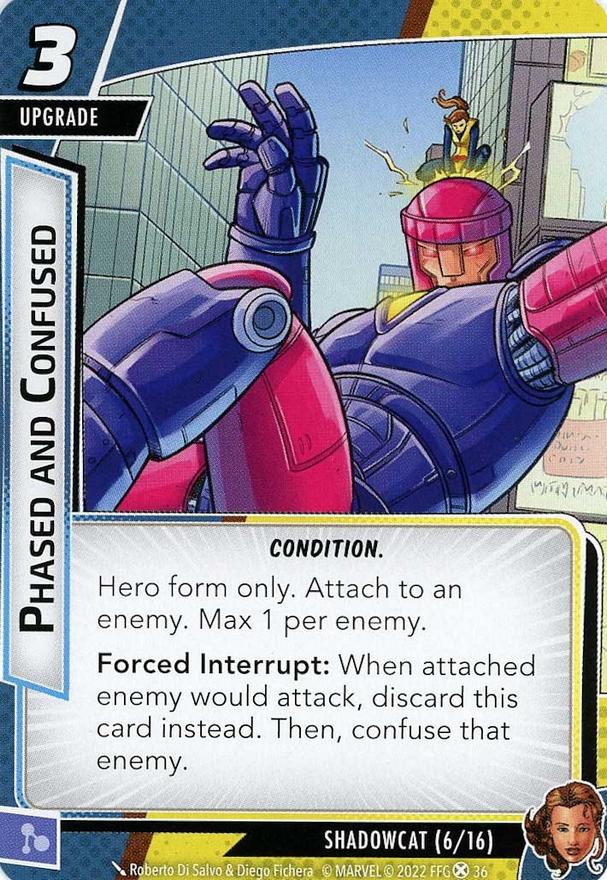 3
UPGRADE
PHASED AND CONFUSED
CONDITION.
Hero form only. Attach to an
enemy. Max 1 per enemy.
Forced Interrupt: When attached
enemy would attack, discard this
card instead. Then, confuse that
enemy.
SHADOWCAT (6/16)
Roberto Di Salvo & Diego Fichera © MARVEL © 2022 FFG 36